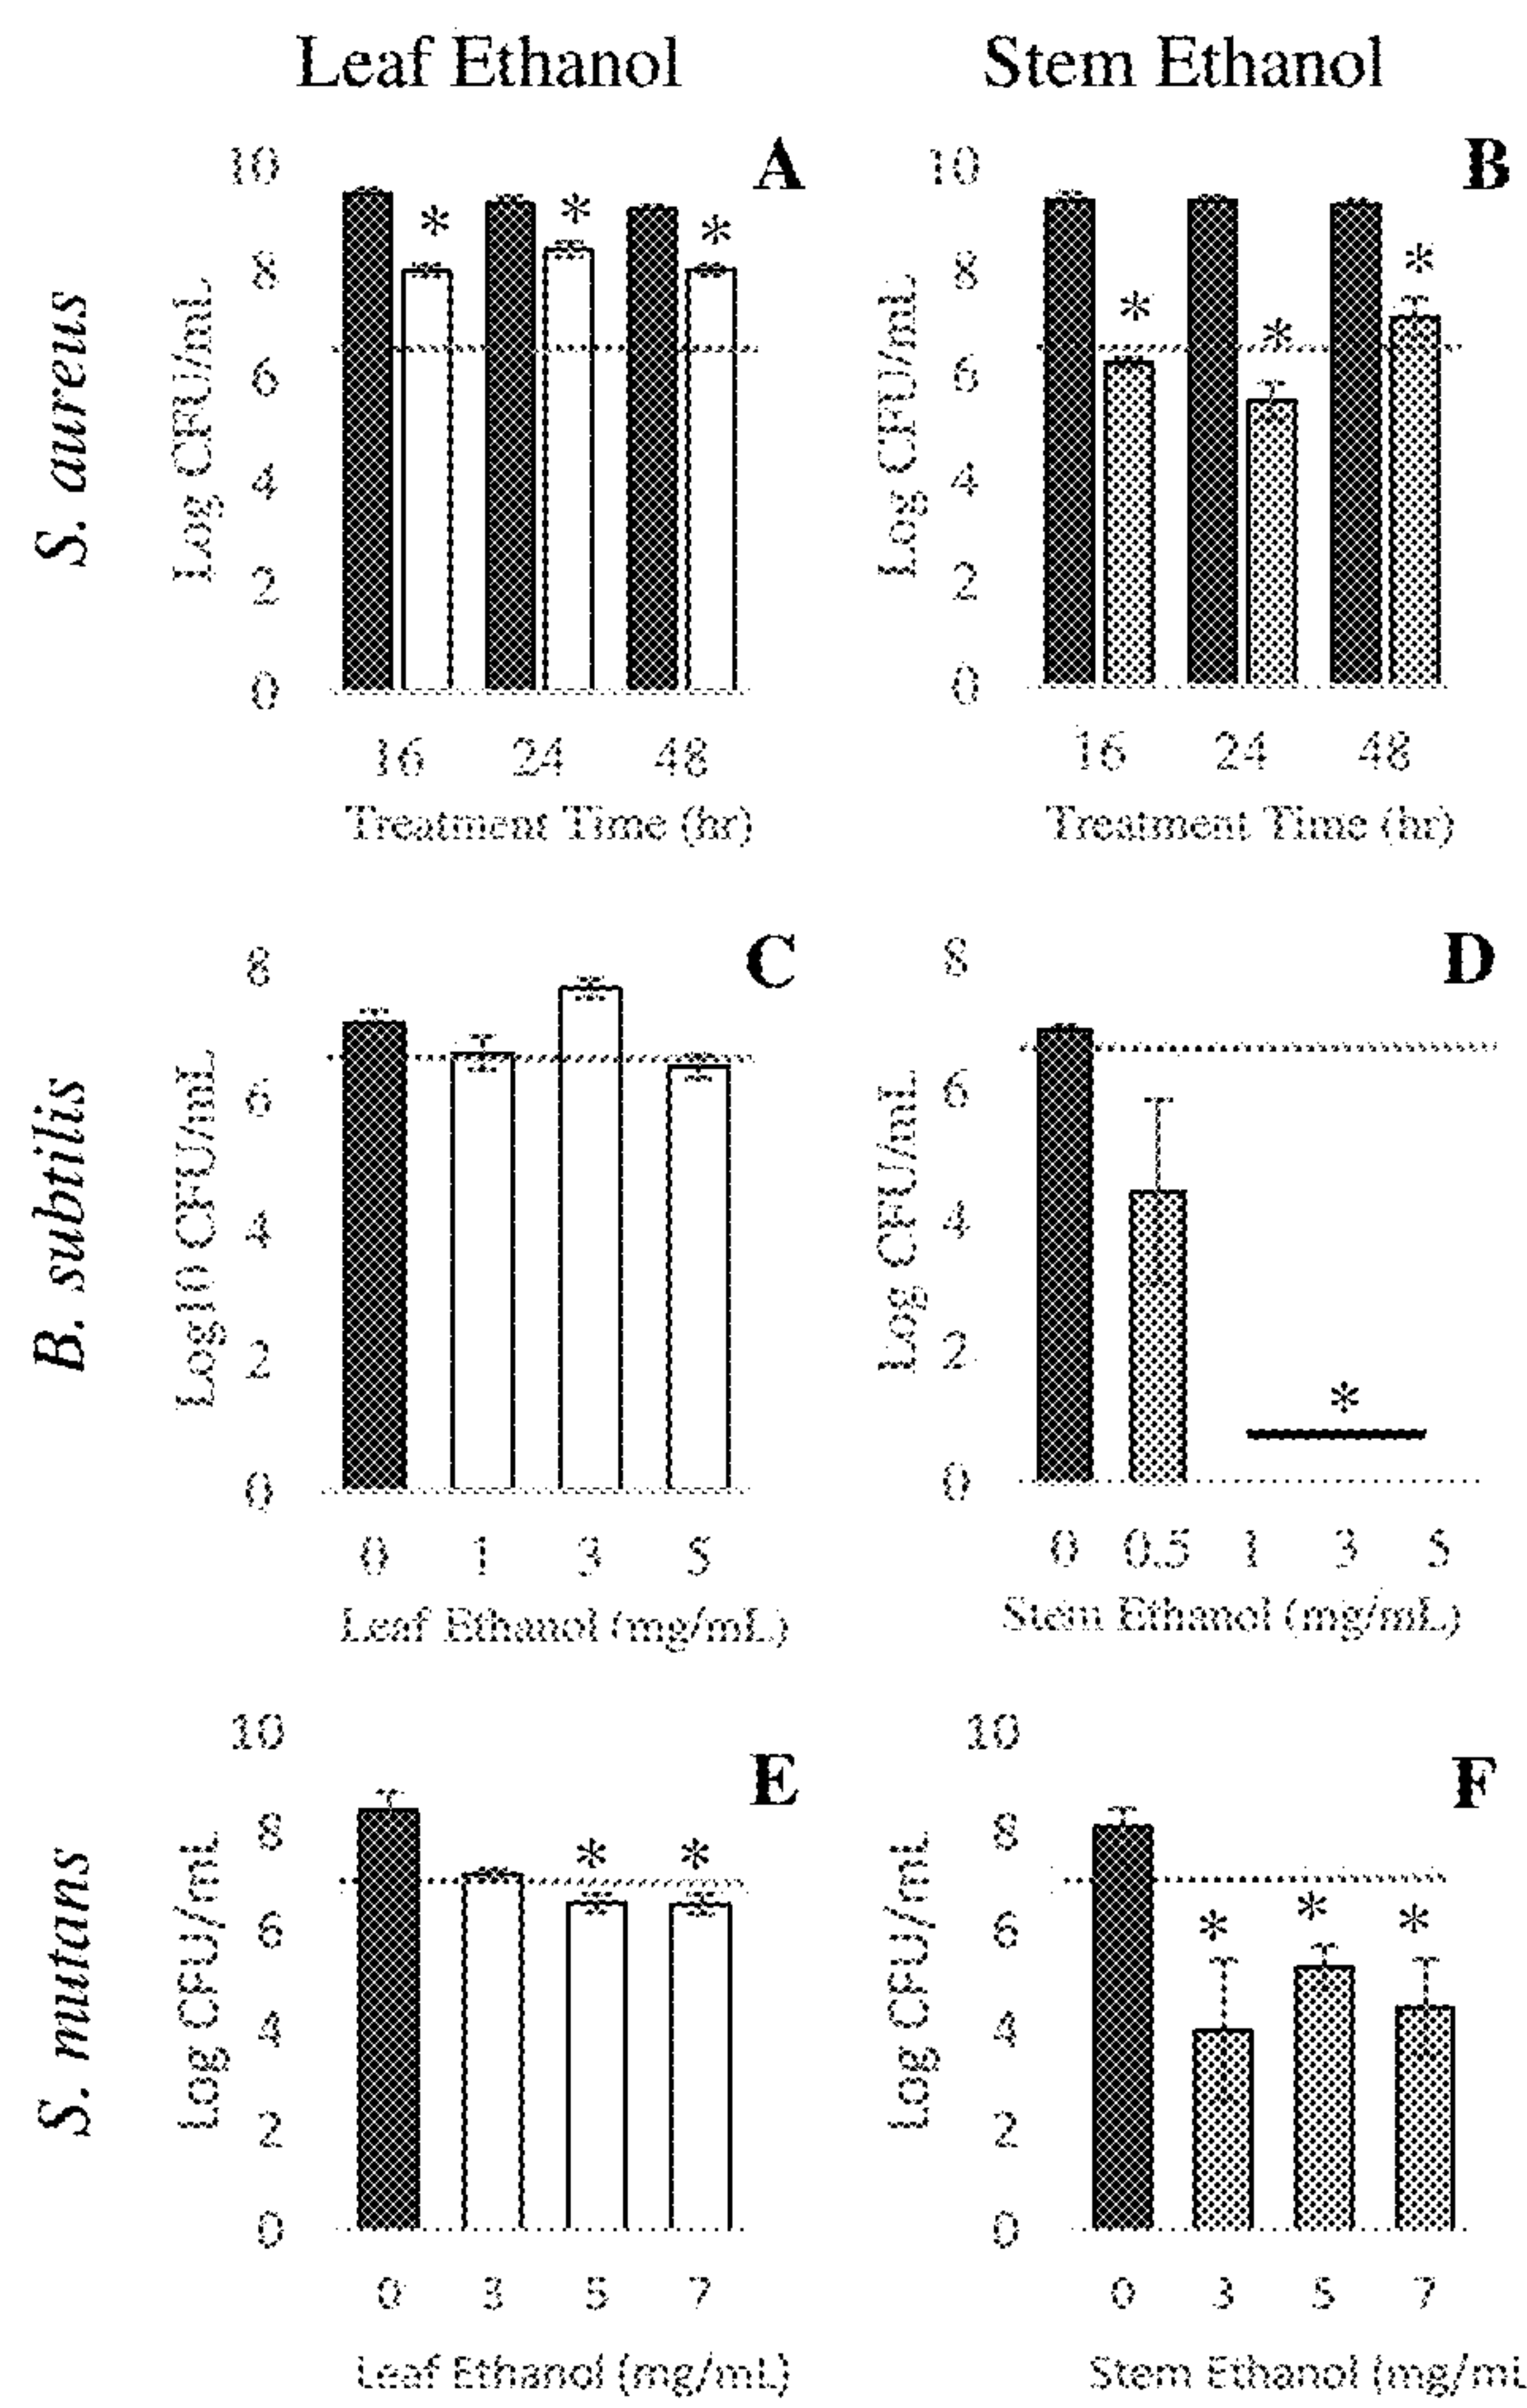 Leaf Ethanol
Stem Ethanol
S. aureus
A
Log CFU/mL
10
8
6
4
2
0
* * *
16 24 48
Treatment Time (hr)
B
Log CFU/mL
10
8
6
4
2
0
* * *
16 24 48
Treatment Time (hr)
B. subtilis
C
Log10 CFU/mL
8
6
4
2
0
0 1 3 5
Leaf Ethanol (mg/mL)
D
Log CFU/mL
8
6
4
2
0
*
0 0.5 1 3 5
Stem Ethanol (mg/mL)
S. mutans
E
Log CFU/mL
10
8
6
4
2
0
* *
0 3 5 7
Leaf Ethanol (mg/mL)
F
Log CFU/mL
10
8
6
4
2
0
* * *
0 3 5 7
Stem Ethanol (mg/mL